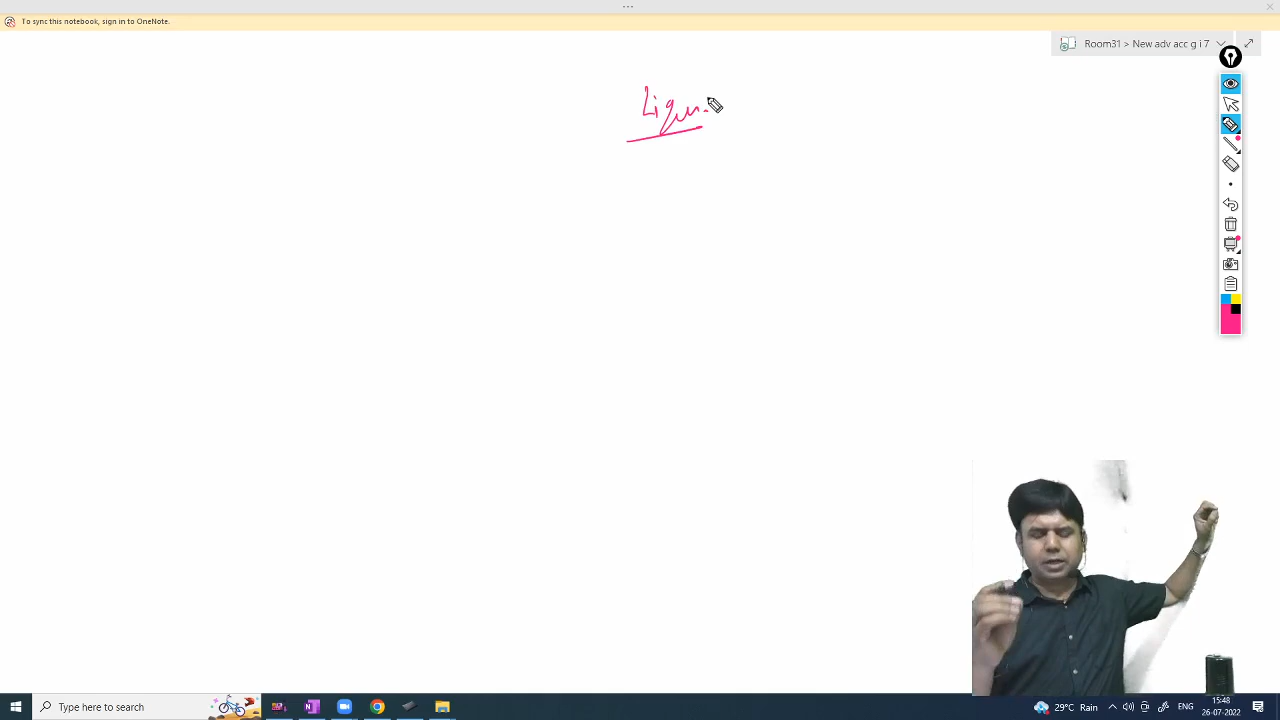 ...
To sync this notebook, sign in to OneNote.
Room31 > New adv acc g i 7
Liqn.
Type here to search
29°C Rain
ENG
15:48
26-07-2022